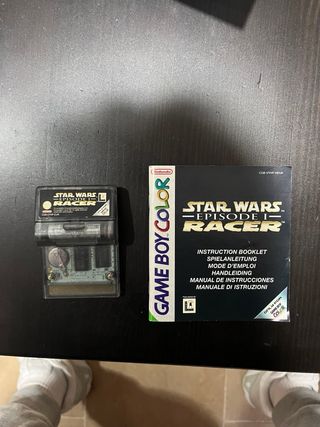 STAR WARS
EPISODE I
RACER
L
Nintendo
GAME BOY COLOR
STAR WARS
EPISODE I
RACER
INSTRUCTION BOOKLET
SPIELANLEITUNG
MODE D'EMPLOI
HANDLEIDING
MANUAL DE INSTRUCCIONES
MANUALE DI ISTRUZIONI